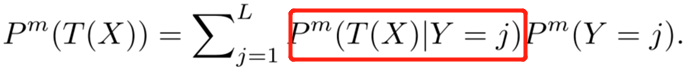 P^m(T(X)) = \sum_{j=1}^{L} P^m(T(X)|Y = j)P^m(Y = j).